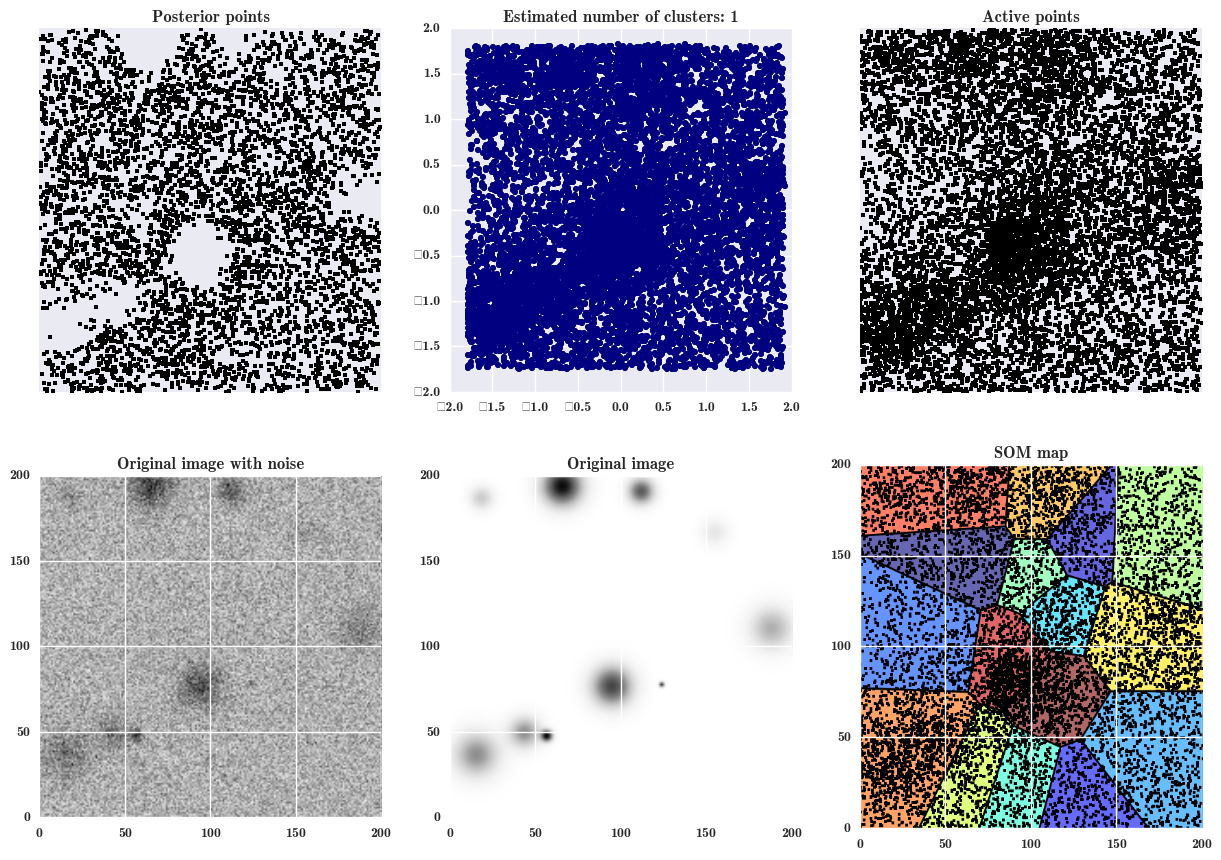 Posterior points
Estimated number of clusters: 1
Active points
2.0
1.5
1.0
0.5
0.0
□0.5
□1.0
□1.5
□2.0
□2.0 □1.5 □1.0 □0.5 0.0 0.5 1.0 1.5 2.0
Original image with noise
Original image
SOM map
200
150
100
50
0
0 50 100 150 200
200
150
100
50
0
0 50 100 150 200
200
150
100
50
0
0 50 100 150 200